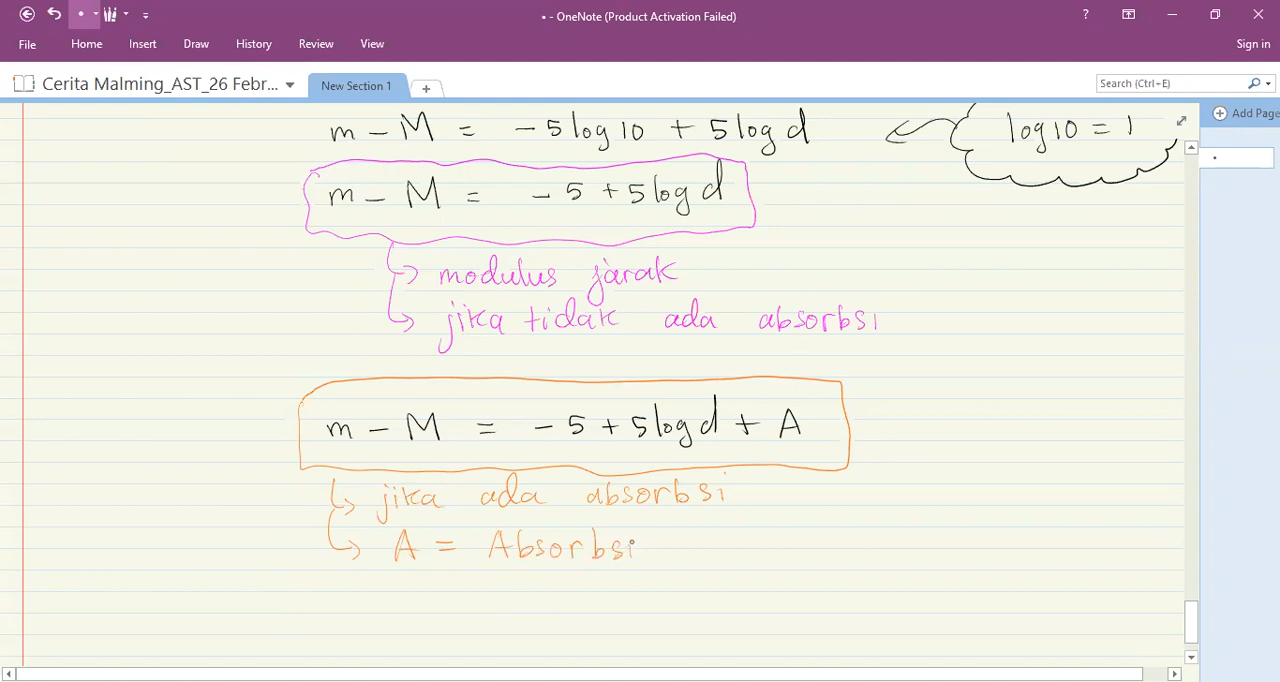 • - OneNote (Product Activation Failed)
File Home Insert Draw History Review View Sign in
Cerita Malming_AST_26 Febr... New Section 1
Search (Ctrl+E)
Add Page
m - M = -5 log 10 + 5 log d
log 10 = 1
m - M = -5 + 5 log d
modulus jarak
jika tidak ada absorbsi
m - M = -5 + 5 log d + A
jika ada absorbsi
A = Absorbsi